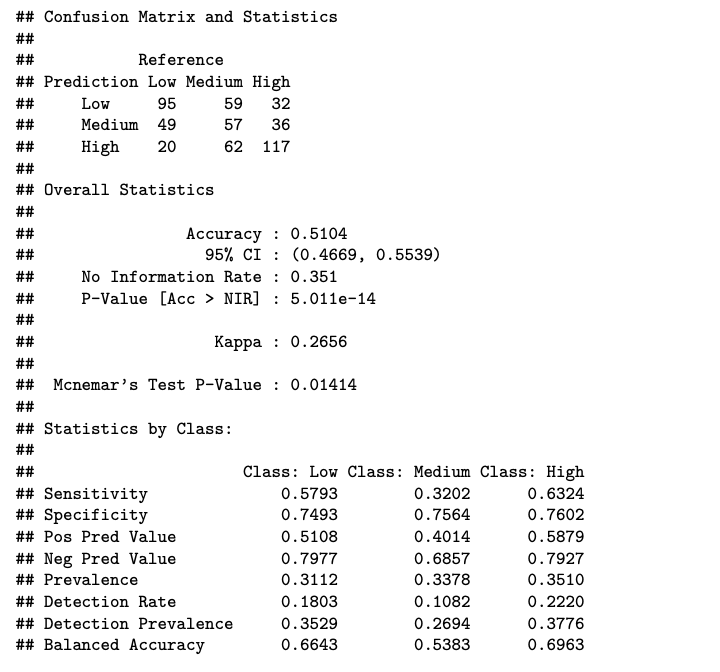 ## Confusion Matrix and Statistics
##
##           Reference
## Prediction Low Medium High
##     Low     95     59   32
##     Medium  49     57   36
##     High    20     62  117
##
## Overall Statistics
##
##                Accuracy : 0.5104
##                  95% CI : (0.4669, 0.5539)
##     No Information Rate : 0.351
##     P-Value [Acc > NIR] : 5.011e-14
##
##                   Kappa : 0.2656
##
##  Mcnemar's Test P-Value : 0.01414
##
## Statistics by Class:
##
##                      Class: Low Class: Medium Class: High
## Sensitivity              0.5793        0.3202      0.6324
## Specificity              0.7493        0.7564      0.7602
## Pos Pred Value           0.5108        0.4014      0.5879
## Neg Pred Value           0.7977        0.6857      0.7927
## Prevalence               0.3112        0.3378      0.3510
## Detection Rate           0.1803        0.1082      0.2220
## Detection Prevalence     0.3529        0.2694      0.3776
## Balanced Accuracy        0.6643        0.5383      0.6963